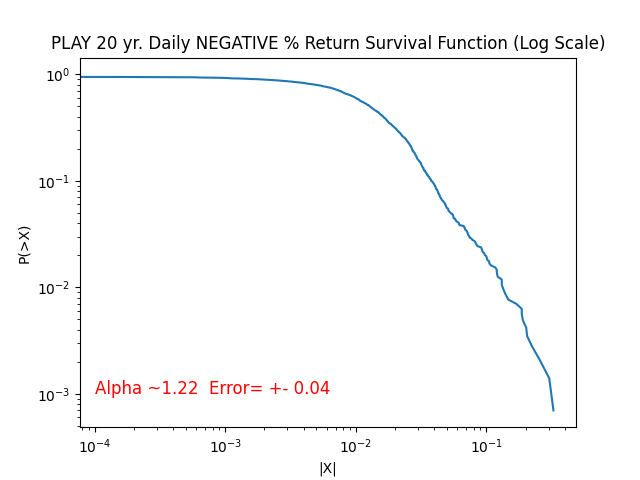 PLAY 20 yr. Daily NEGATIVE % Return Survival Function (Log Scale)
10⁰
10⁻¹
10⁻²
10⁻³
P(>X)
Alpha ~1.22  Error= +- 0.04
10⁻⁴ 10⁻³ 10⁻² 10⁻¹
|X|